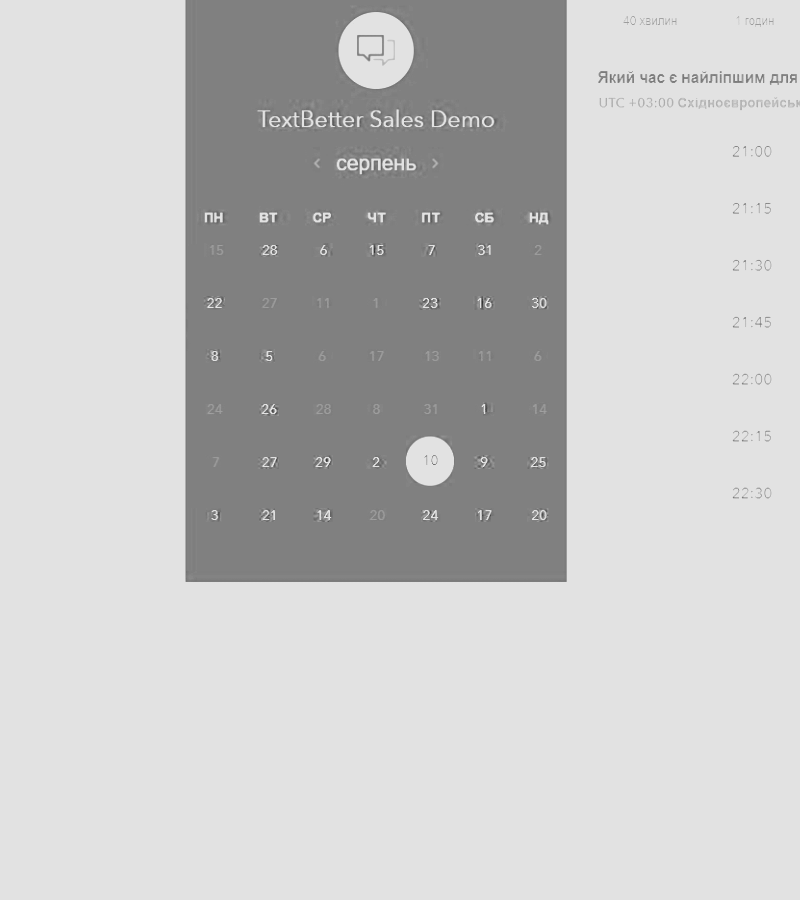 40 хвилин 1 годин
TextBetter Sales Demo
серпень
ПН ВТ СР ЧТ ПТ СБ НД
15 28 6 15 7 31 2
22 27 11 1 23 16 30
8 5 6 17 13 11 6
24 26 28 8 31 1 14
7 27 29 2 10 9 25
3 21 14 20 24 17 20
Який час є найліпшим для
UTC +03:00 Східноєвропейськ
21:00
21:15
21:30
21:45
22:00
22:15
22:30